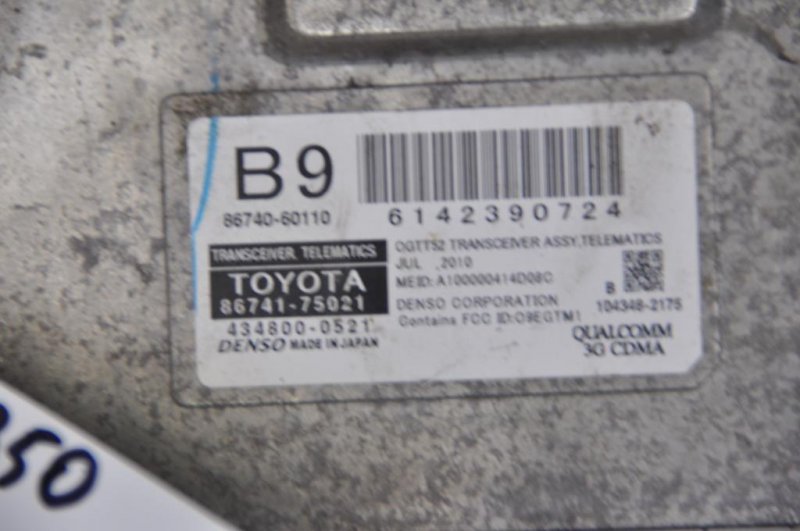 B9
86740-60110
6142390724
TRANSCEIVER, TELEMATICS
TOYOTA
86741-75021
434800-0521
DENSO MADE IN JAPAN
OGTT52 TRANSCEIVER ASSY,TELEMATICS
JUL ,2010
MEID: A100000414D08C
B
DENSO CORPORATION
104348-2175
Contains FCC ID:O9EGTM1
QUALCOMM
3G CDMA
350